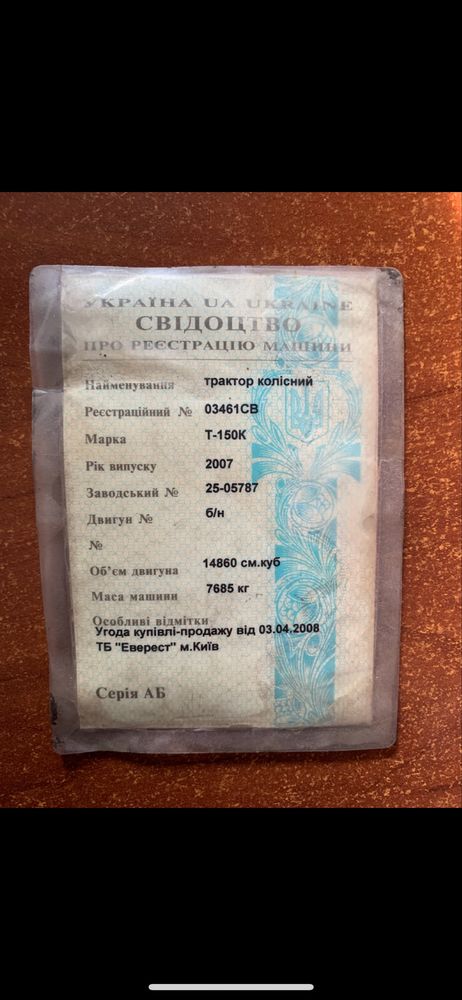 УКРАЇНА UA UKRAINE
СВІДОЦТВО
ПРО РЕЄСТРАЦІЮ МАШИНИ
Найменування трактор колісний
Реєстраційний № 03461СВ
Марка Т-150К
Рік випуску 2007
Заводський № 25-05787
Двигун № б/н
№
Об'єм двигуна 14860 см.куб
Маса машини 7685 кг
Особливі відмітки
Угода купівлі-продажу від 03.04.2008
ТБ "Еверест" м.Київ
Серія АБ